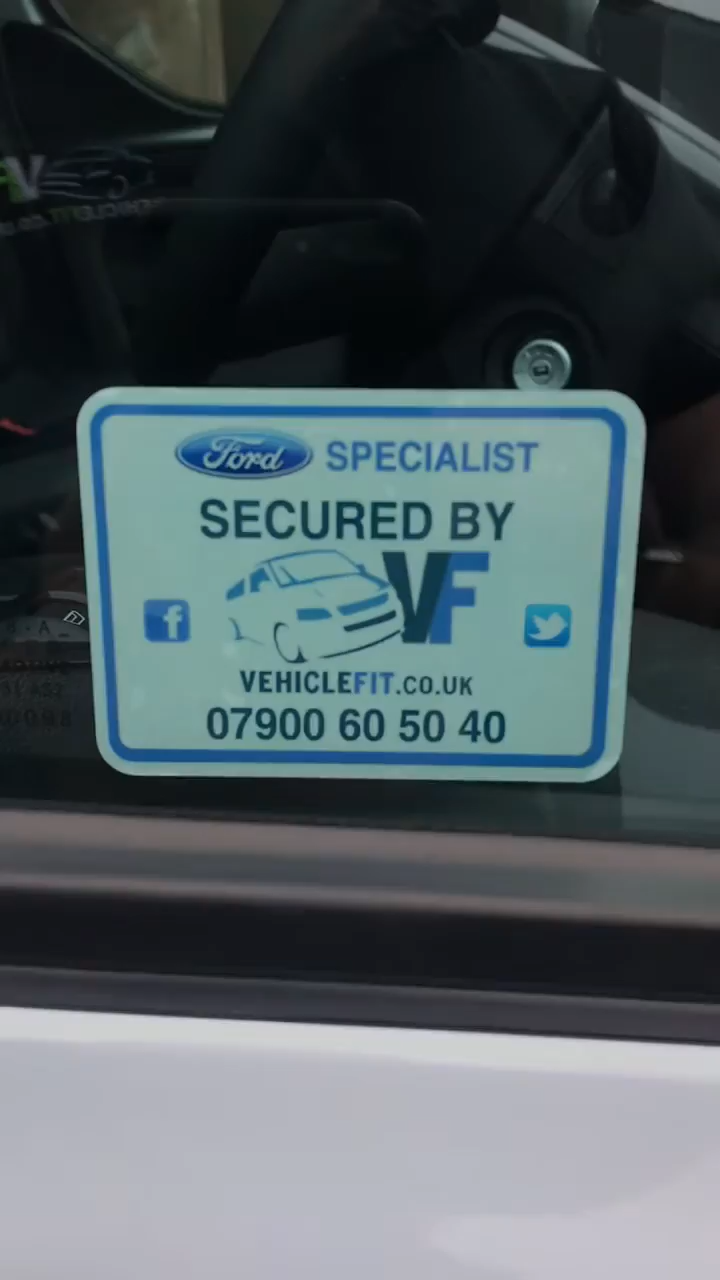 Ford SPECIALIST
SECURED BY
VF
f
VEHICLEFIT.CO.UK
07900 60 50 40